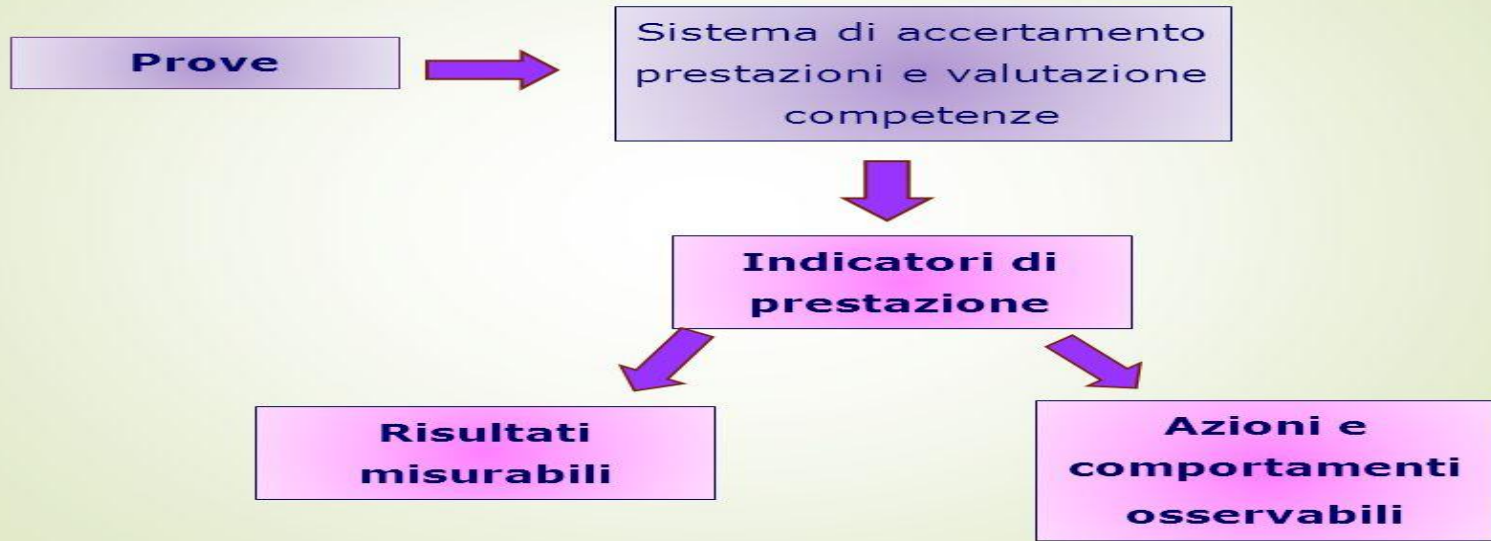 Prove
Sistema di accertamento
prestazioni e valutazione
competenze
Indicatori di
prestazione
Risultati
misurabili
Azioni e
comportamenti
osservabili